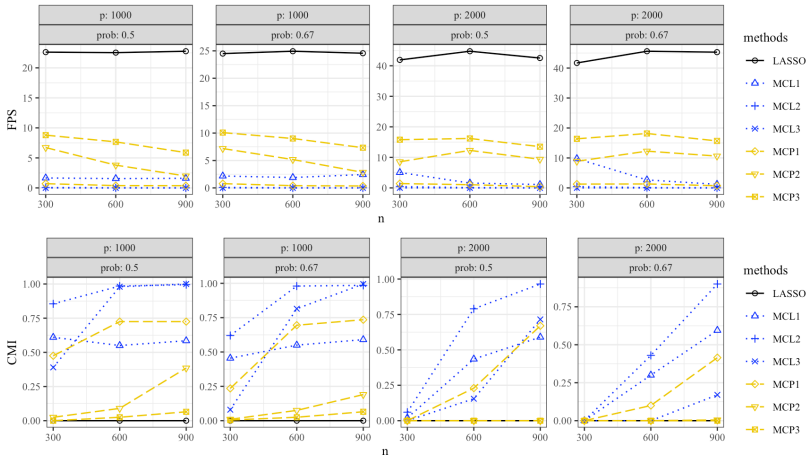 p: 1000
p: 1000
p: 2000
p: 2000
prob: 0.5
prob: 0.67
prob: 0.5
prob: 0.67
FPS
20
15
10
5
0
25
20
15
10
5
0
40
30
20
10
0
40
30
20
10
0
300 600 900
300 600 900
300 600 900
300 600 900
n
methods
LASSO
MCL1
MCL2
MCL3
MCP1
MCP2
MCP3
p: 1000
p: 1000
p: 2000
p: 2000
prob: 0.5
prob: 0.67
prob: 0.5
prob: 0.67
CMI
1.00
0.75
0.50
0.25
0.00
1.00
0.75
0.50
0.25
0.00
1.00
0.75
0.50
0.25
0.00
0.75
0.50
0.25
0.00
300 600 900
300 600 900
300 600 900
300 600 900
n
methods
LASSO
MCL1
MCL2
MCL3
MCP1
MCP2
MCP3